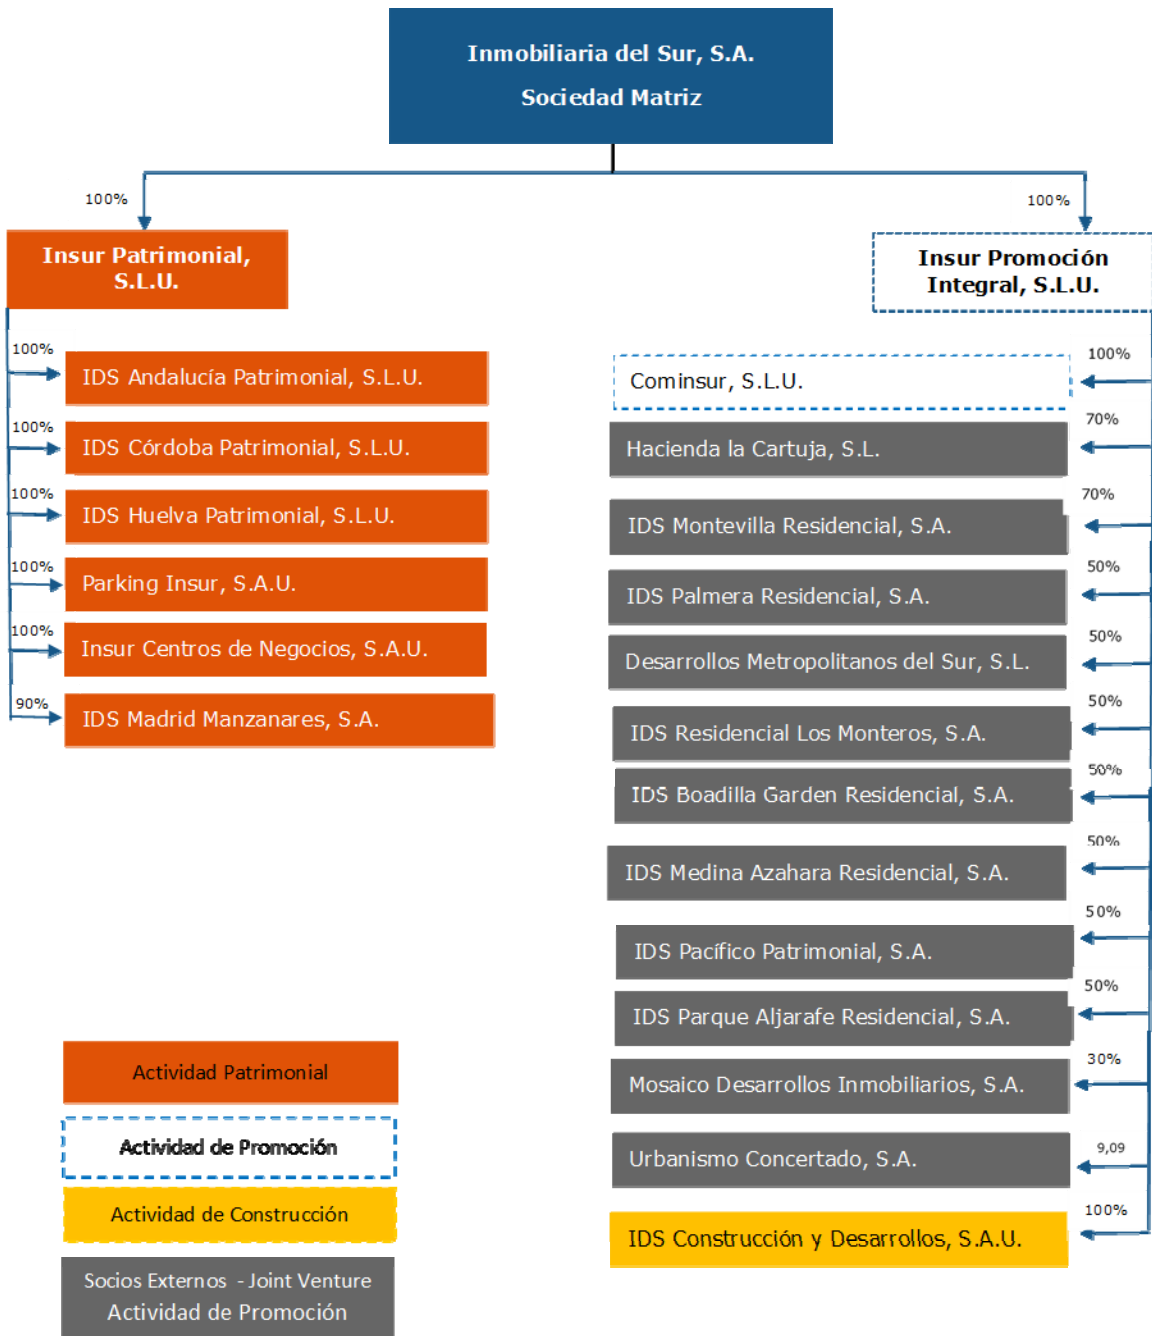 Inmobiliaria del Sur, S.A.
Sociedad Matriz
100%
100%
Insur Patrimonial,
S.L.U.
Insur Promoción
Integral, S.L.U.
100%
IDS Andalucía Patrimonial, S.L.U.
100%
IDS Córdoba Patrimonial, S.L.U.
100%
IDS Huelva Patrimonial, S.L.U.
100%
Parking Insur, S.A.U.
100%
Insur Centros de Negocios, S.A.U.
90%
IDS Madrid Manzanares, S.A.
100%
Cominsur, S.L.U.
70%
Hacienda la Cartuja, S.L.
70%
IDS Montevilla Residencial, S.A.
50%
IDS Palmera Residencial, S.A.
50%
Desarrollos Metropolitanos del Sur, S.L.
50%
IDS Residencial Los Monteros, S.A.
50%
IDS Boadilla Garden Residencial, S.A.
50%
IDS Medina Azahara Residencial, S.A.
50%
IDS Pacífico Patrimonial, S.A.
50%
IDS Parque Aljarafe Residencial, S.A.
30%
Mosaico Desarrollos Inmobiliarios, S.A.
9,09
Urbanismo Concertado, S.A.
100%
IDS Construcción y Desarrollos, S.A.U.
Actividad Patrimonial
Actividad de Promoción
Actividad de Construcción
Socios Externos - Joint Venture
Actividad de Promoción